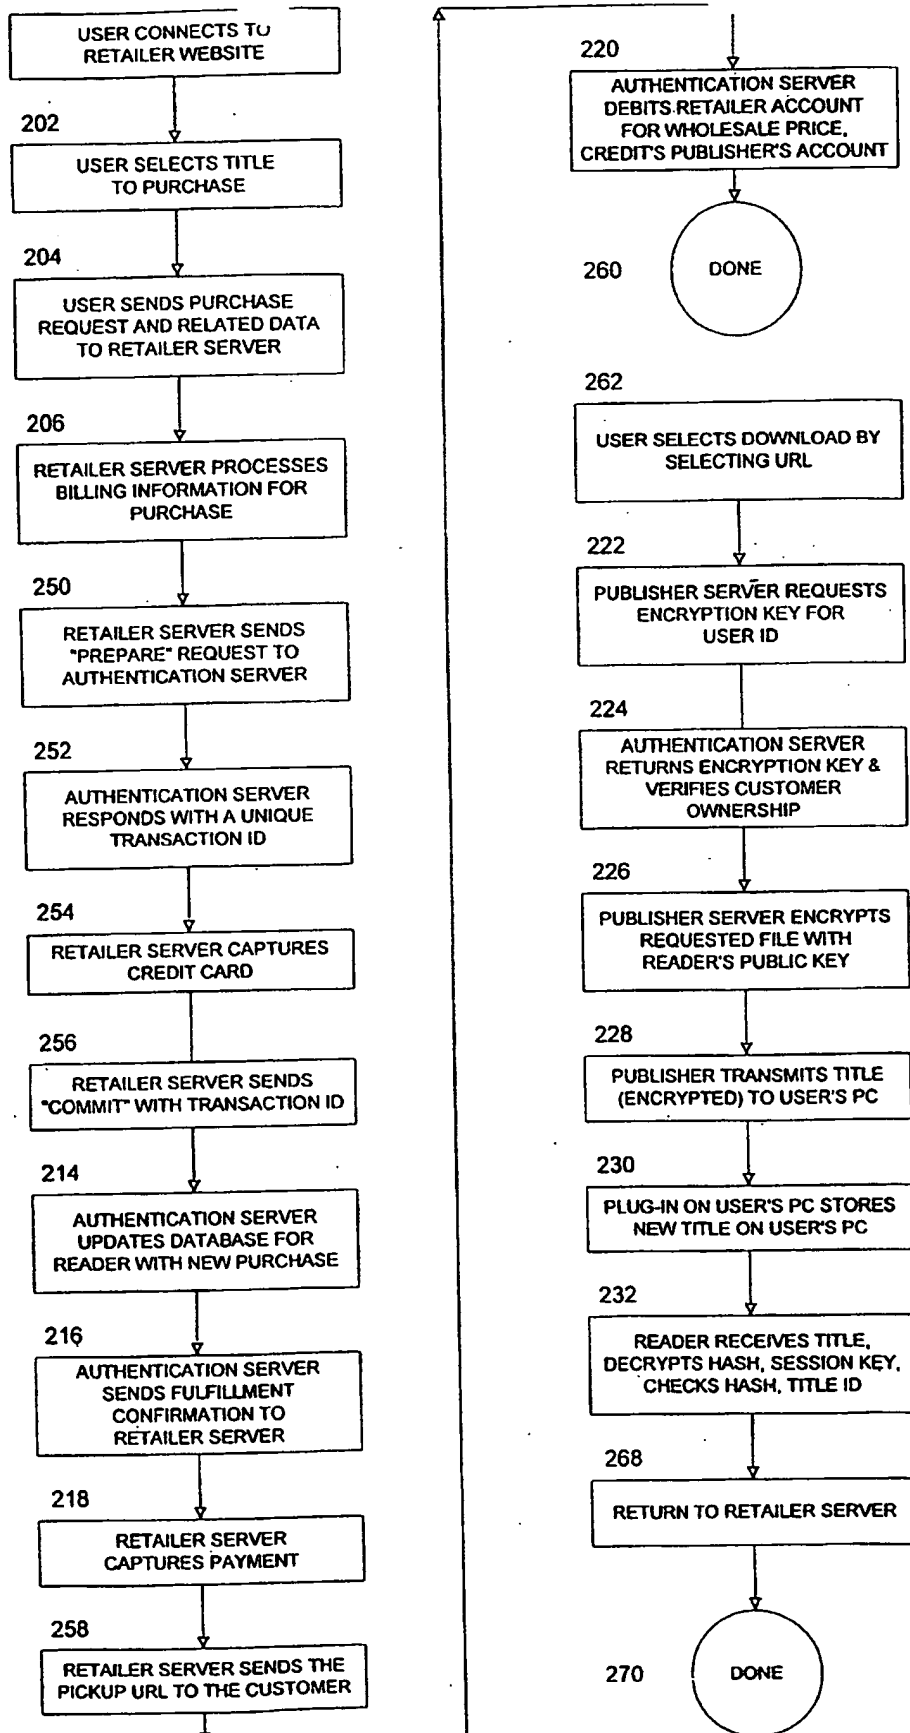 USER CONNECTS TO
RETAILER WEBSITE
202
USER SELECTS TITLE
TO PURCHASE
204
USER SENDS PURCHASE
REQUEST AND RELATED DATA
TO RETAILER SERVER
206
RETAILER SERVER PROCESSES
BILLING INFORMATION FOR
PURCHASE
250
RETAILER SERVER SENDS
"PREPARE" REQUEST TO
AUTHENTICATION SERVER
252
AUTHENTICATION SERVER
RESPONDS WITH A UNIQUE
TRANSACTION ID
254
RETAILER SERVER CAPTURES
CREDIT CARD
256
RETAILER SERVER SENDS
"COMMIT" WITH TRANSACTION ID
214
AUTHENTICATION SERVER
UPDATES DATABASE FOR
READER WITH NEW PURCHASE
216
AUTHENTICATION SERVER
SENDS FULFILLMENT
CONFIRMATION TO
RETAILER SERVER
218
RETAILER SERVER
CAPTURES PAYMENT
258
RETAILER SERVER SENDS THE
PICKUP URL TO THE CUSTOMER
220
AUTHENTICATION SERVER
DEBITS RETAILER ACCOUNT
FOR WHOLESALE PRICE,
CREDIT'S PUBLISHER'S ACCOUNT
260
DONE
262
USER SELECTS DOWNLOAD BY
SELECTING URL
222
PUBLISHER SERVER REQUESTS
ENCRYPTION KEY FOR
USER ID
224
AUTHENTICATION SERVER
RETURNS ENCRYPTION KEY &
VERIFIES CUSTOMER
OWNERSHIP
226
PUBLISHER SERVER ENCRYPTS
REQUESTED FILE WITH
READER'S PUBLIC KEY
228
PUBLISHER TRANSMITS TITLE
(ENCRYPTED) TO USER'S PC
230
PLUG-IN ON USER'S PC STORES
NEW TITLE ON USER'S PC
232
READER RECEIVES TITLE,
DECRYPTS HASH, SESSION KEY,
CHECKS HASH, TITLE ID
268
RETURN TO RETAILER SERVER
270
DONE